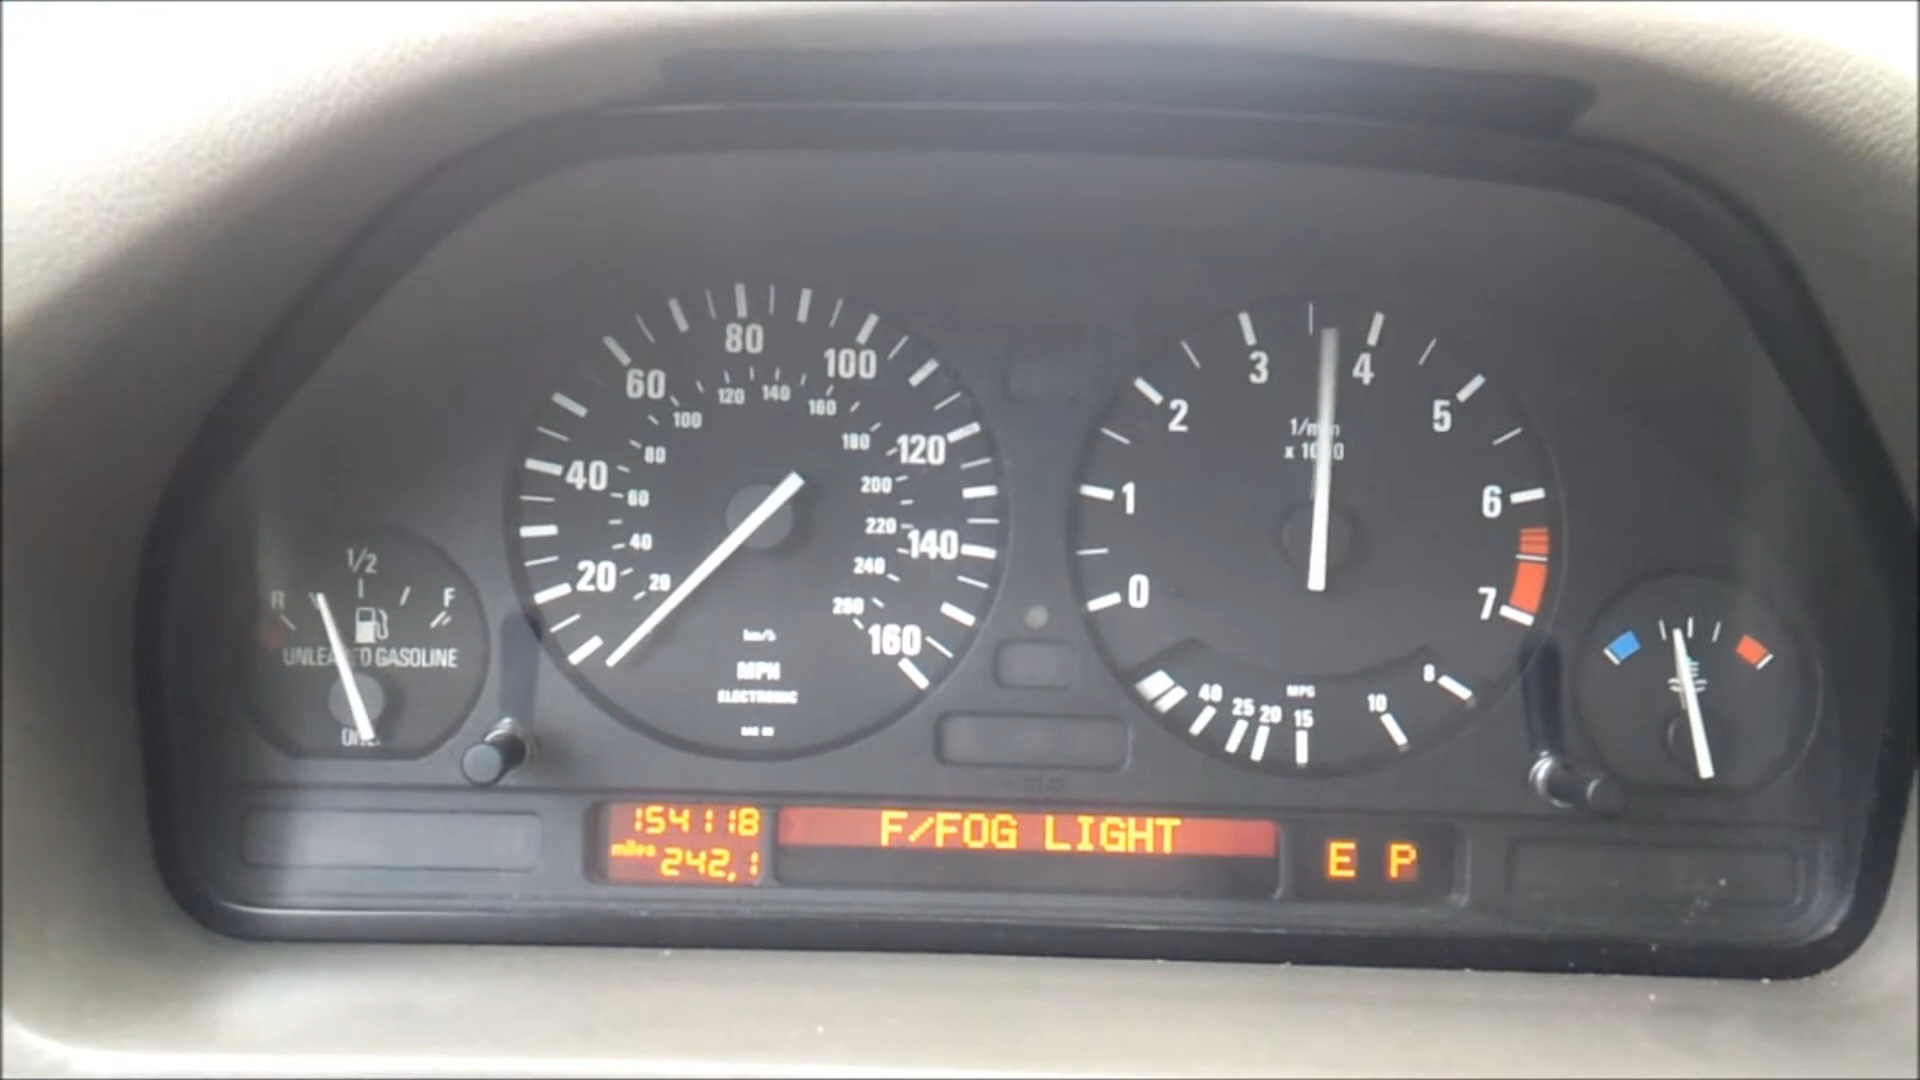 80
60
100
40
120
20
140
160
120
140
100
160
80
180
60
200
40
220
20
240
260
km/h
MPH
ELECTRONIC
3
4
2
5
1
6
0
7
1/min
x 1000
MPG
40
25
20
15
10
8
1/2
R
F
UNLEADED GASOLINE
ONLY
154118
miles 242,1
F/FOG LIGHT
E P